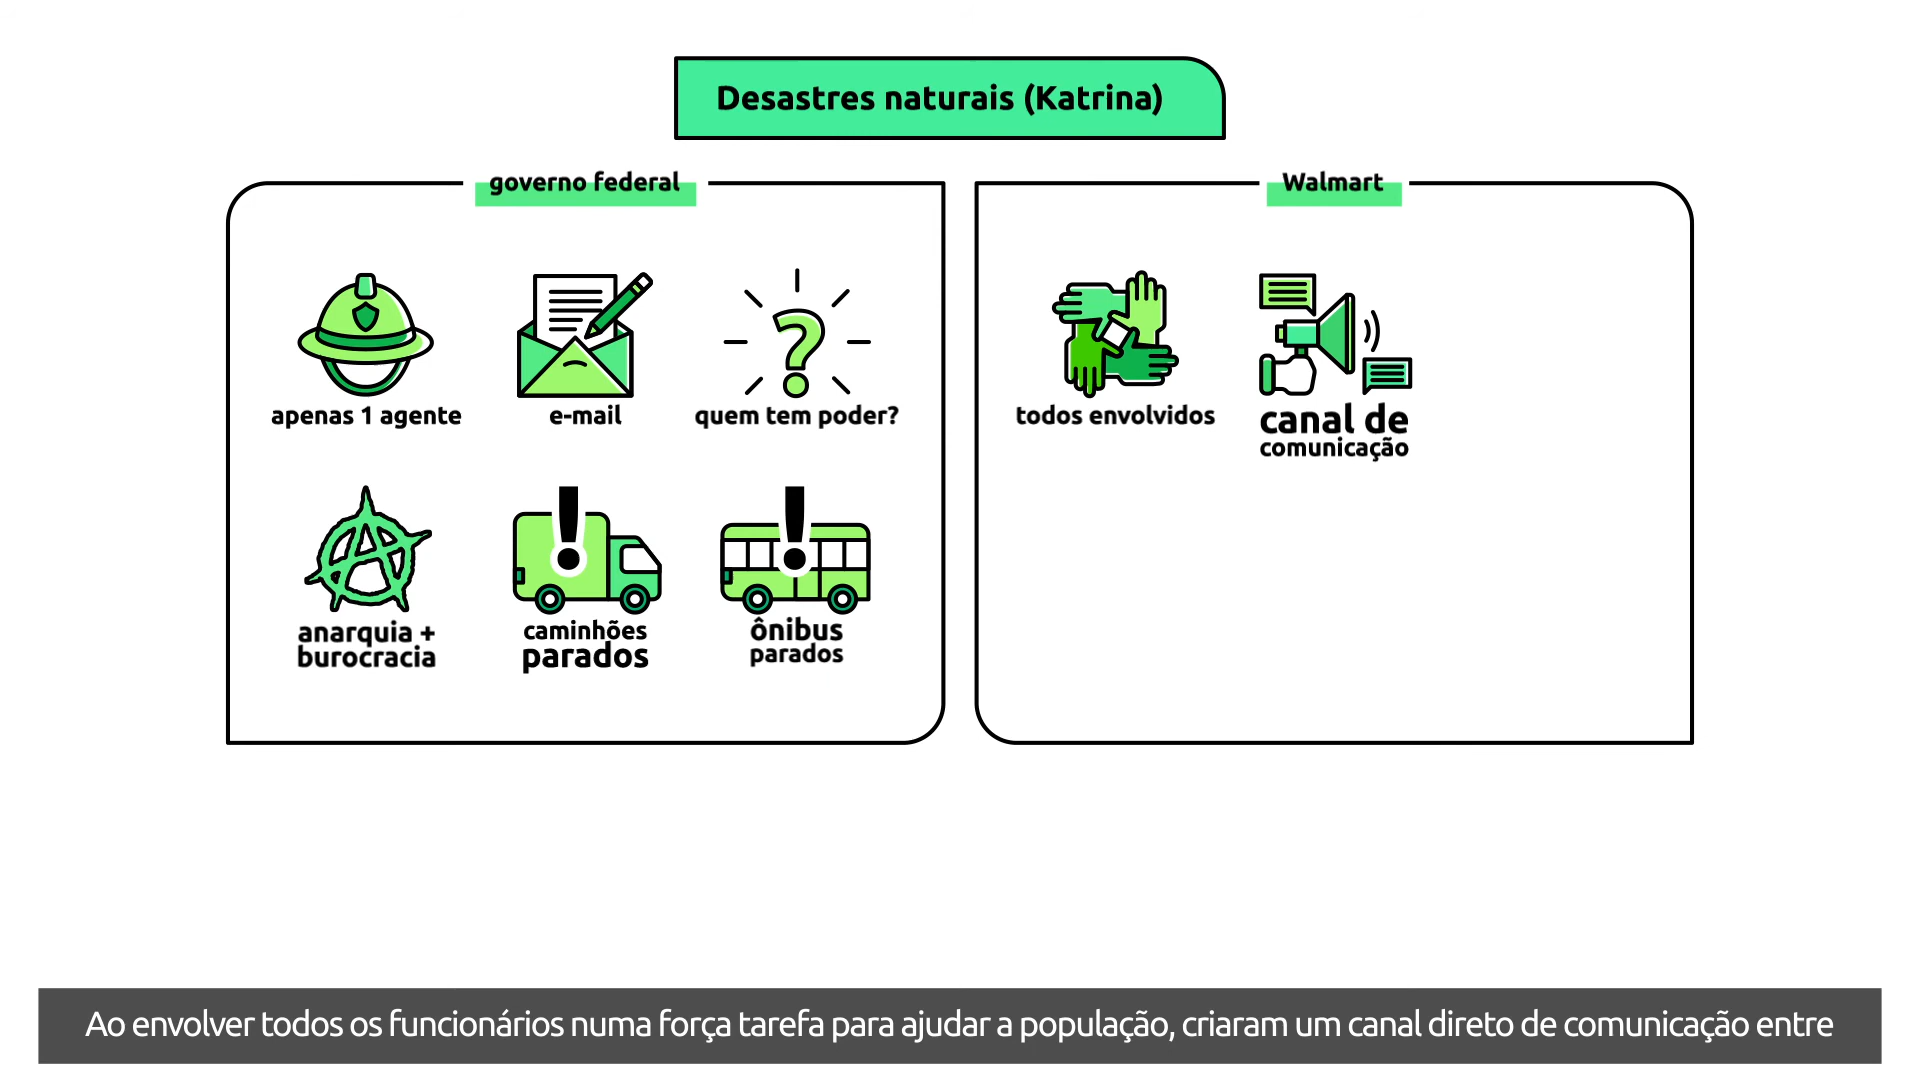 Desastres naturais (Katrina)
governo federal
apenas 1 agente
e-mail
quem tem poder?
anarquia +
burocracia
caminhões
parados
ônibus
parados
Walmart
todos envolvidos
canal de
comunicação
Ao envolver todos os funcionários numa força tarefa para ajudar a população, criaram um canal direto de comunicação entre